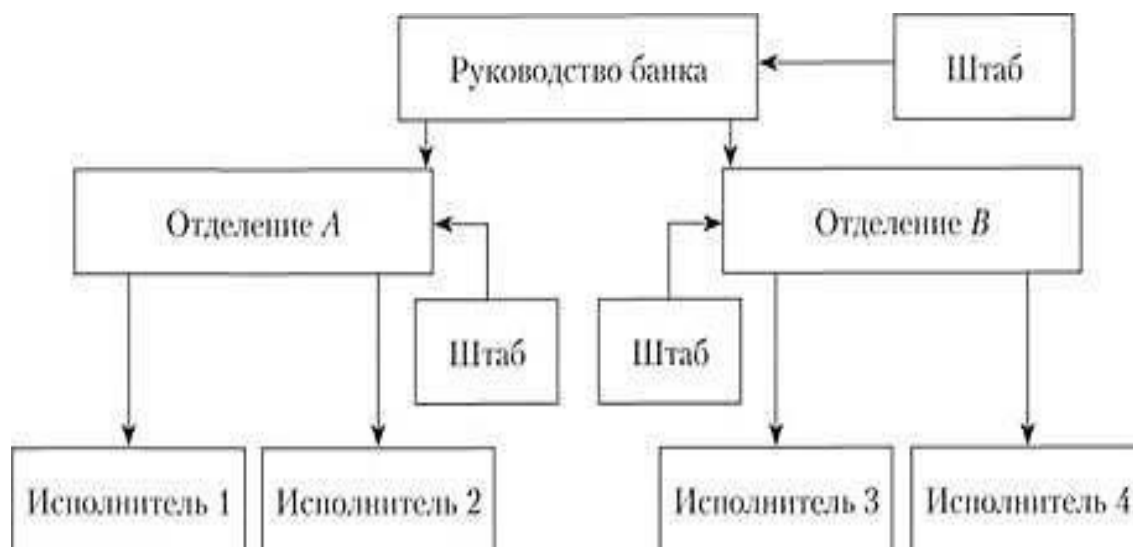 Руководство банка
Штаб
Отделение A
Отделение B
Штаб
Штаб
Исполнитель 1
Исполнитель 2
Исполнитель 3
Исполнитель 4